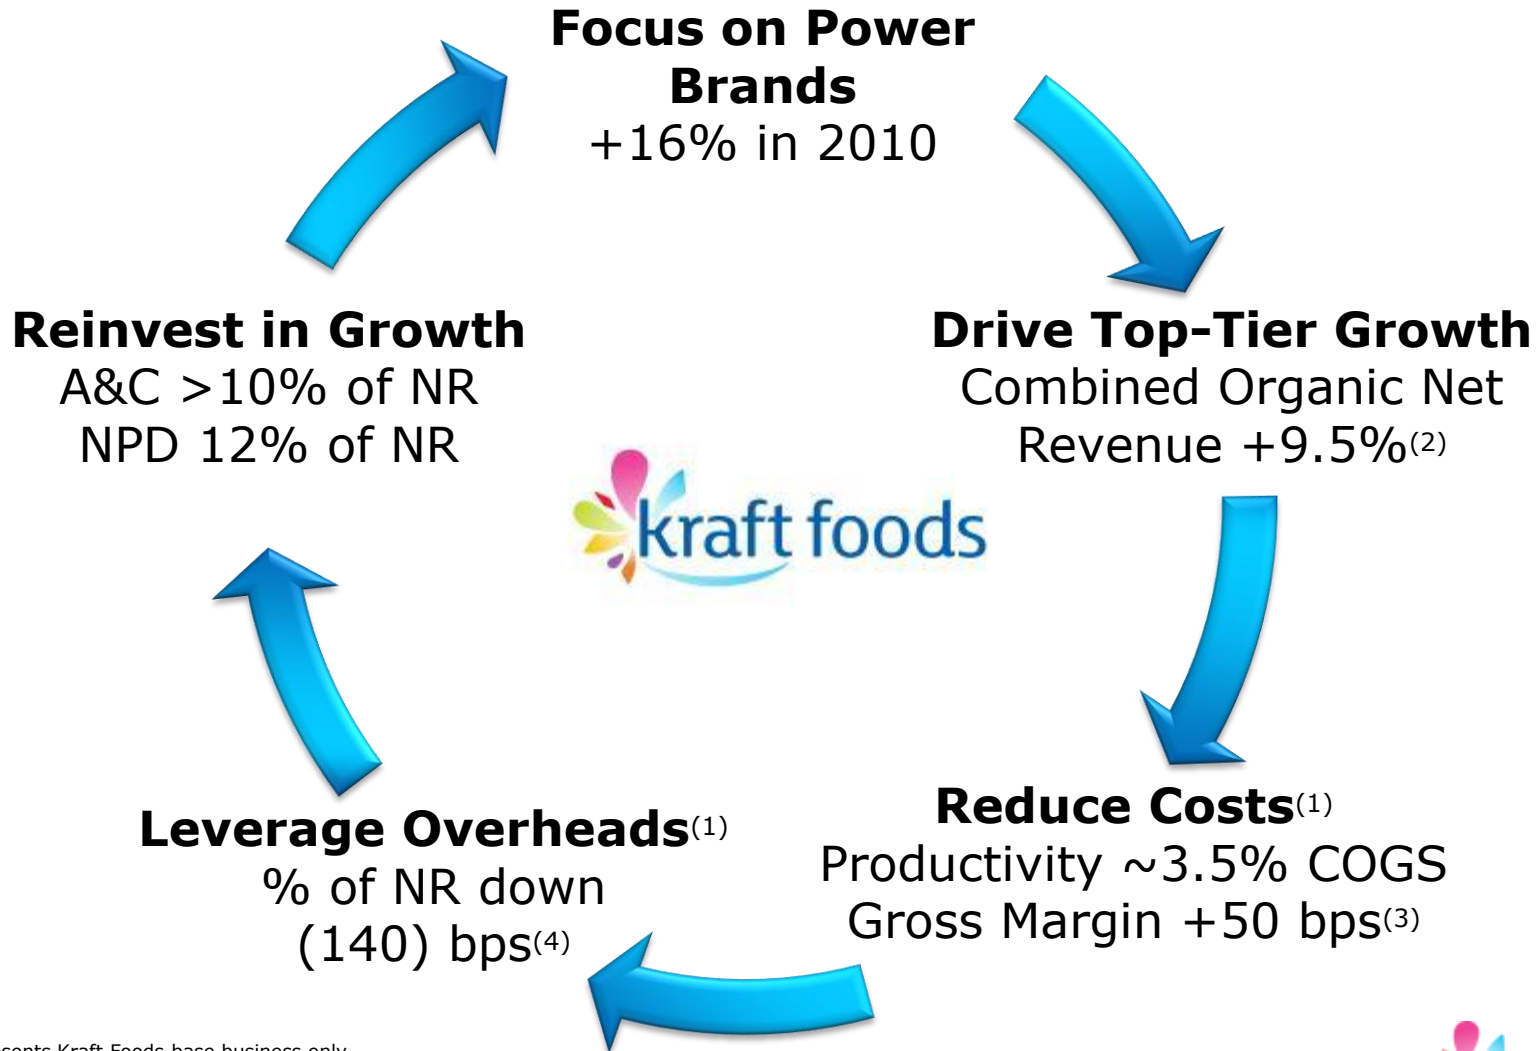 Focus on Power
Brands
+16% in 2010
Drive Top-Tier Growth
Combined Organic Net
Revenue +9.5%(2)
Reduce Costs(1)
Productivity ~3.5% COGS
Gross Margin +50 bps(3)
Leverage Overheads(1)
% of NR down
(140) bps(4)
Reinvest in Growth
A&C >10% of NR
NPD 12% of NR
kraft foods
Kraft Foods base business only